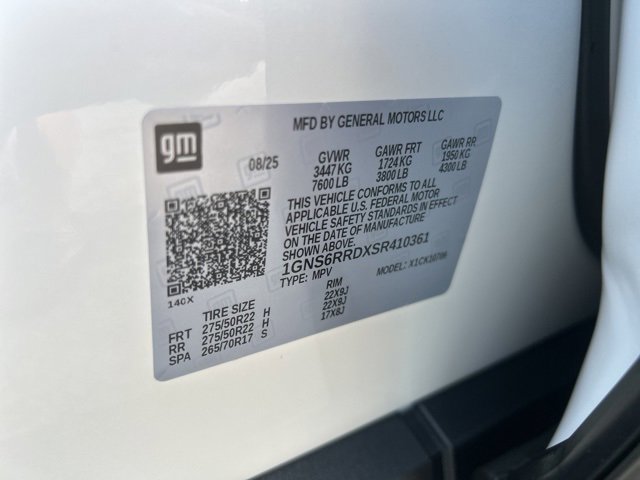 gm
MFD BY GENERAL MOTORS LLC
08/25 GVWR GAWR FRT GAWR RR
3447 KG 1724 KG 1950 KG
7600 LB 3800 LB 4300 LB
THIS VEHICLE CONFORMS TO ALL
APPLICABLE U.S. FEDERAL MOTOR
VEHICLE SAFETY STANDARDS IN EFFECT
ON THE DATE OF MANUFACTURE
SHOWN ABOVE.
1GNS6RRDXSR410361
TYPE: MPV MODEL: X1CK10706
140X
TIRE SIZE RIM
FRT 275/50R22 H 22X9J
RR 275/50R22 H 22X9J
SPA 265/70R17 S 17X8J